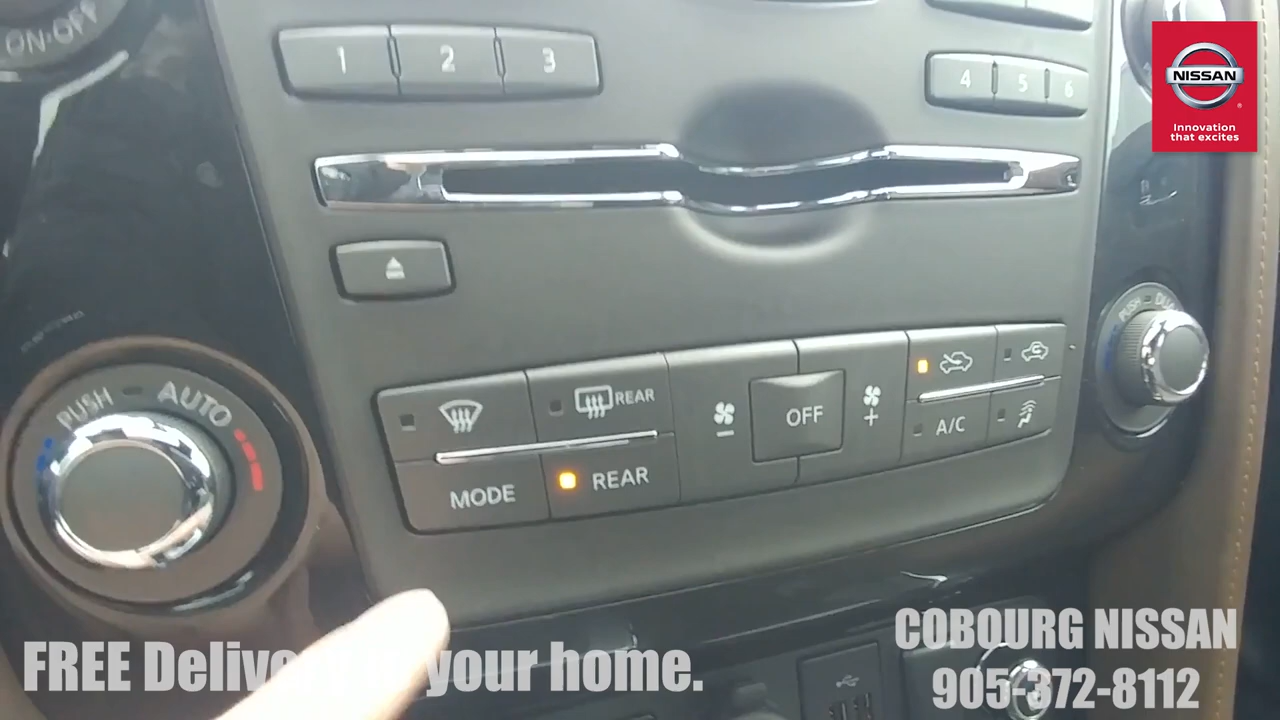 ON·OFF
1 2 3
4 5 6
NISSAN
Innovation
that excites
PUSH AUTO
PUSH
REAR
OFF
A/C
MODE
REAR
FREE your home.
COBOURG NISSAN
905-372-8112